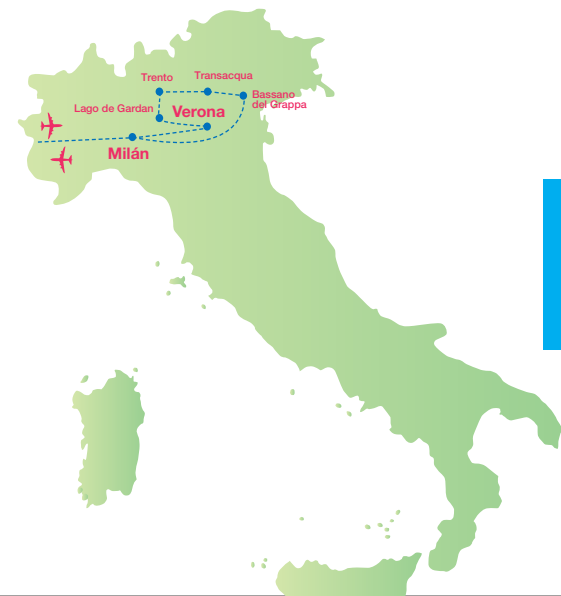 Trento
Transacqua
Bassano
del Grappa
Lago de Gardan
Verona
Milán